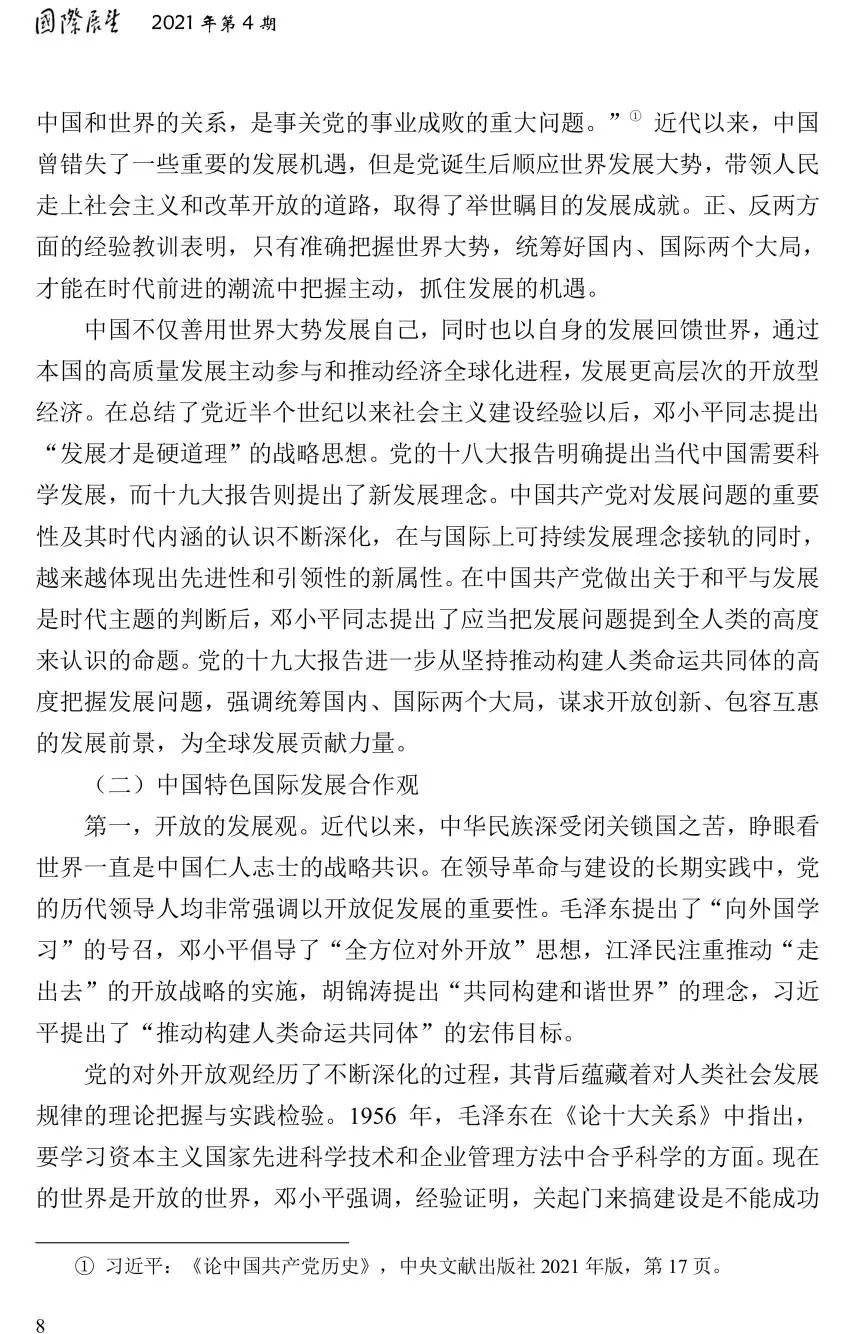 國際展望 2021 年第 4 期
中国和世界的关系，是事关党的事业成败的重大问题。”① 近代以来，中国
曾错失了一些重要的发展机遇，但是党诞生后顺应世界发展大势，带领人民
走上社会主义和改革开放的道路，取得了举世瞩目的发展成就。正、反两方
面的经验教训表明，只有准确把握世界大势，统筹好国内、国际两个大局，
才能在时代前进的潮流中把握主动，抓住发展的机遇。
中国不仅善用世界大势发展自己，同时也以自身的发展回馈世界，通过
本国的高质量发展主动参与和推动经济全球化进程，发展更高层次的开放型
经济。在总结了党近半个世纪以来社会主义建设经验以后，邓小平同志提出
“发展才是硬道理”的战略思想。党的十八大报告明确提出当代中国需要科
学发展，而十九大报告则提出了新发展理念。中国共产党对发展问题的重要
性及其时代内涵的认识不断深化，在与国际上可持续发展理念接轨的同时，
越来越体现出先进性和引领性的新属性。在中国共产党做出关于和平与发展
是时代主题的判断后，邓小平同志提出了应当把发展问题提到全人类的高度
来认识的命题。党的十九大报告进一步从坚持推动构建人类命运共同体的高
度把握发展问题，强调统筹国内、国际两个大局，谋求开放创新、包容互惠
的发展前景，为全球发展贡献力量。
（二）中国特色国际发展合作观
第一，开放的发展观。近代以来，中华民族深受闭关锁国之苦，睁眼看
世界一直是中国仁人志士的战略共识。在领导革命与建设的长期实践中，党
的历代领导人均非常强调以开放促发展的重要性。毛泽东提出了“向外国学
习”的号召，邓小平倡导了“全方位对外开放”思想，江泽民注重推动“走
出去”的开放战略的实施，胡锦涛提出“共同构建和谐世界”的理念，习近
平提出了“推动构建人类命运共同体”的宏伟目标。
党的对外开放观经历了不断深化的过程，其背后蕴藏着对人类社会发展
规律的理论把握与实践检验。1956 年，毛泽东在《论十大关系》中指出，
要学习资本主义国家先进科学技术和企业管理方法中合乎科学的方面。现在
的世界是开放的世界，邓小平强调，经验证明，关起门来搞建设是不能成功
① 习近平：《论中国共产党历史》，中央文献出版社 2021 年版，第 17 页。
8